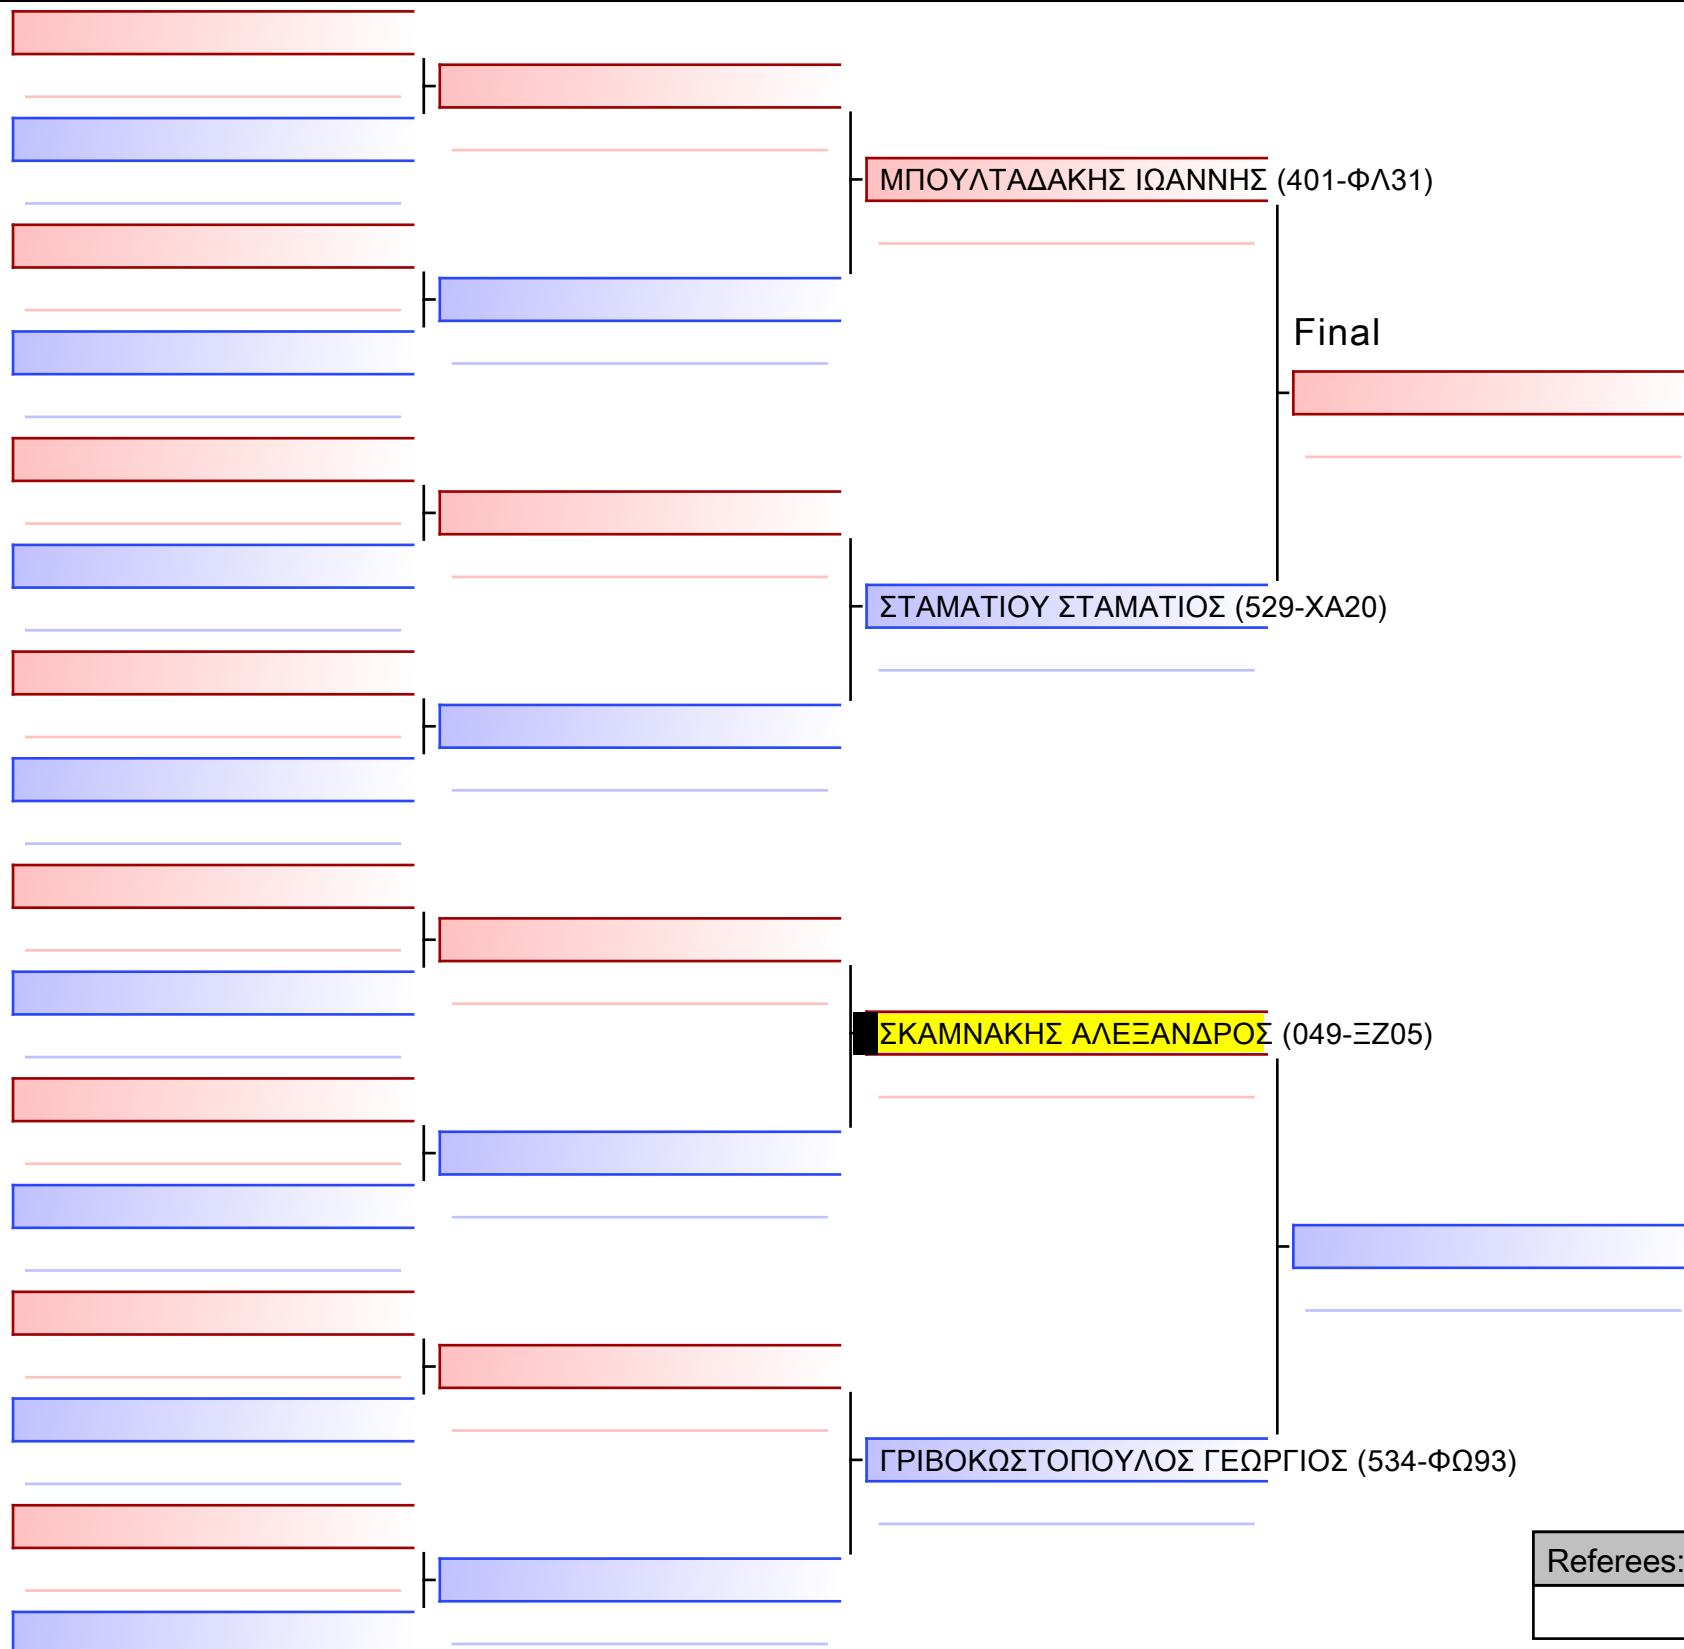 ΜΠΟΥΛΤΑΔΑΚΗΣ ΙΩΑΝΝΗΣ (401-ΦΛ31)
Final
ΣΤΑΜΑΤΙΟΥ ΣΤΑΜΑΤΙΟΣ (529-ΧΑ20)
ΣΚΑΜΝΑΚΗΣ ΑΛΕΞΑΝΔΡΟΣ (049-ΞΖ05)
ΓΡΙΒΟΚΩΣΤΟΠΟΥΛΟΣ ΓΕΩΡΓΙΟΣ (534-ΦΩ93)
Referees: